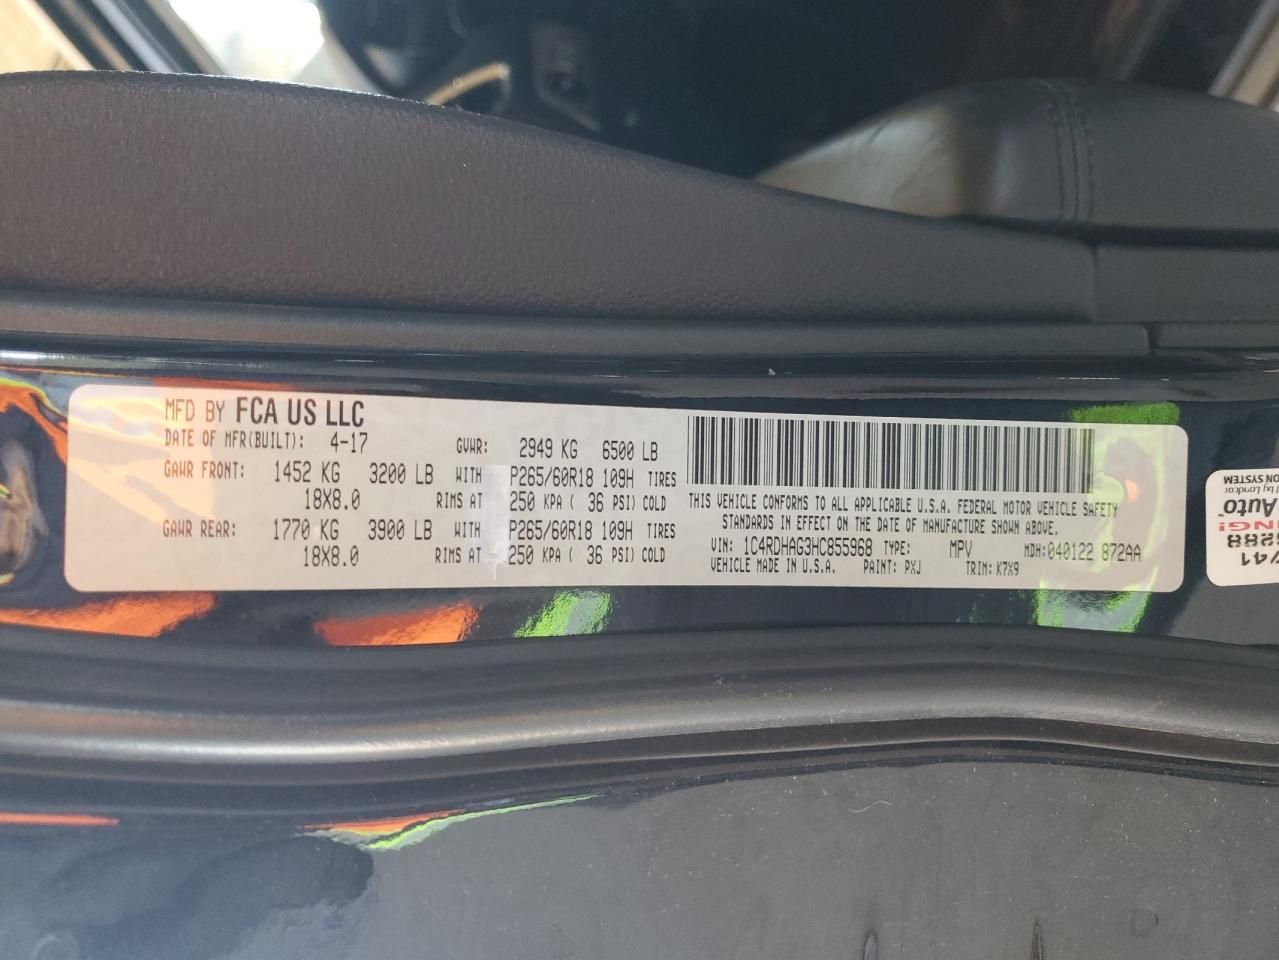 MFD BY FCA US LLC
DATE OF MFR(BUILT): 4-17 GVWR: 2949 KG 6500 LB
GAWR FRONT: 1452 KG 3200 LB WITH P265/60R18 109H TIRES
18X8.0 RIMS AT 250 KPA ( 36 PSI) COLD
GAWR REAR: 1770 KG 3900 LB WITH P265/60R18 109H TIRES
18X8.0 RIMS AT 250 KPA ( 36 PSI) COLD
THIS VEHICLE CONFORMS TO ALL APPLICABLE U.S.A. FEDERAL MOTOR VEHICLE SAFETY
STANDARDS IN EFFECT ON THE DATE OF MANUFACTURE SHOWN ABOVE.
VIN: 1C4RDHAG3HC855968 TYPE: MPV MDH: 040122 872AA
VEHICLE MADE IN U.S.A. PAINT: PXJ TRIM: K7X9
ON SYSTEM
by Londcor
Auto
NG!